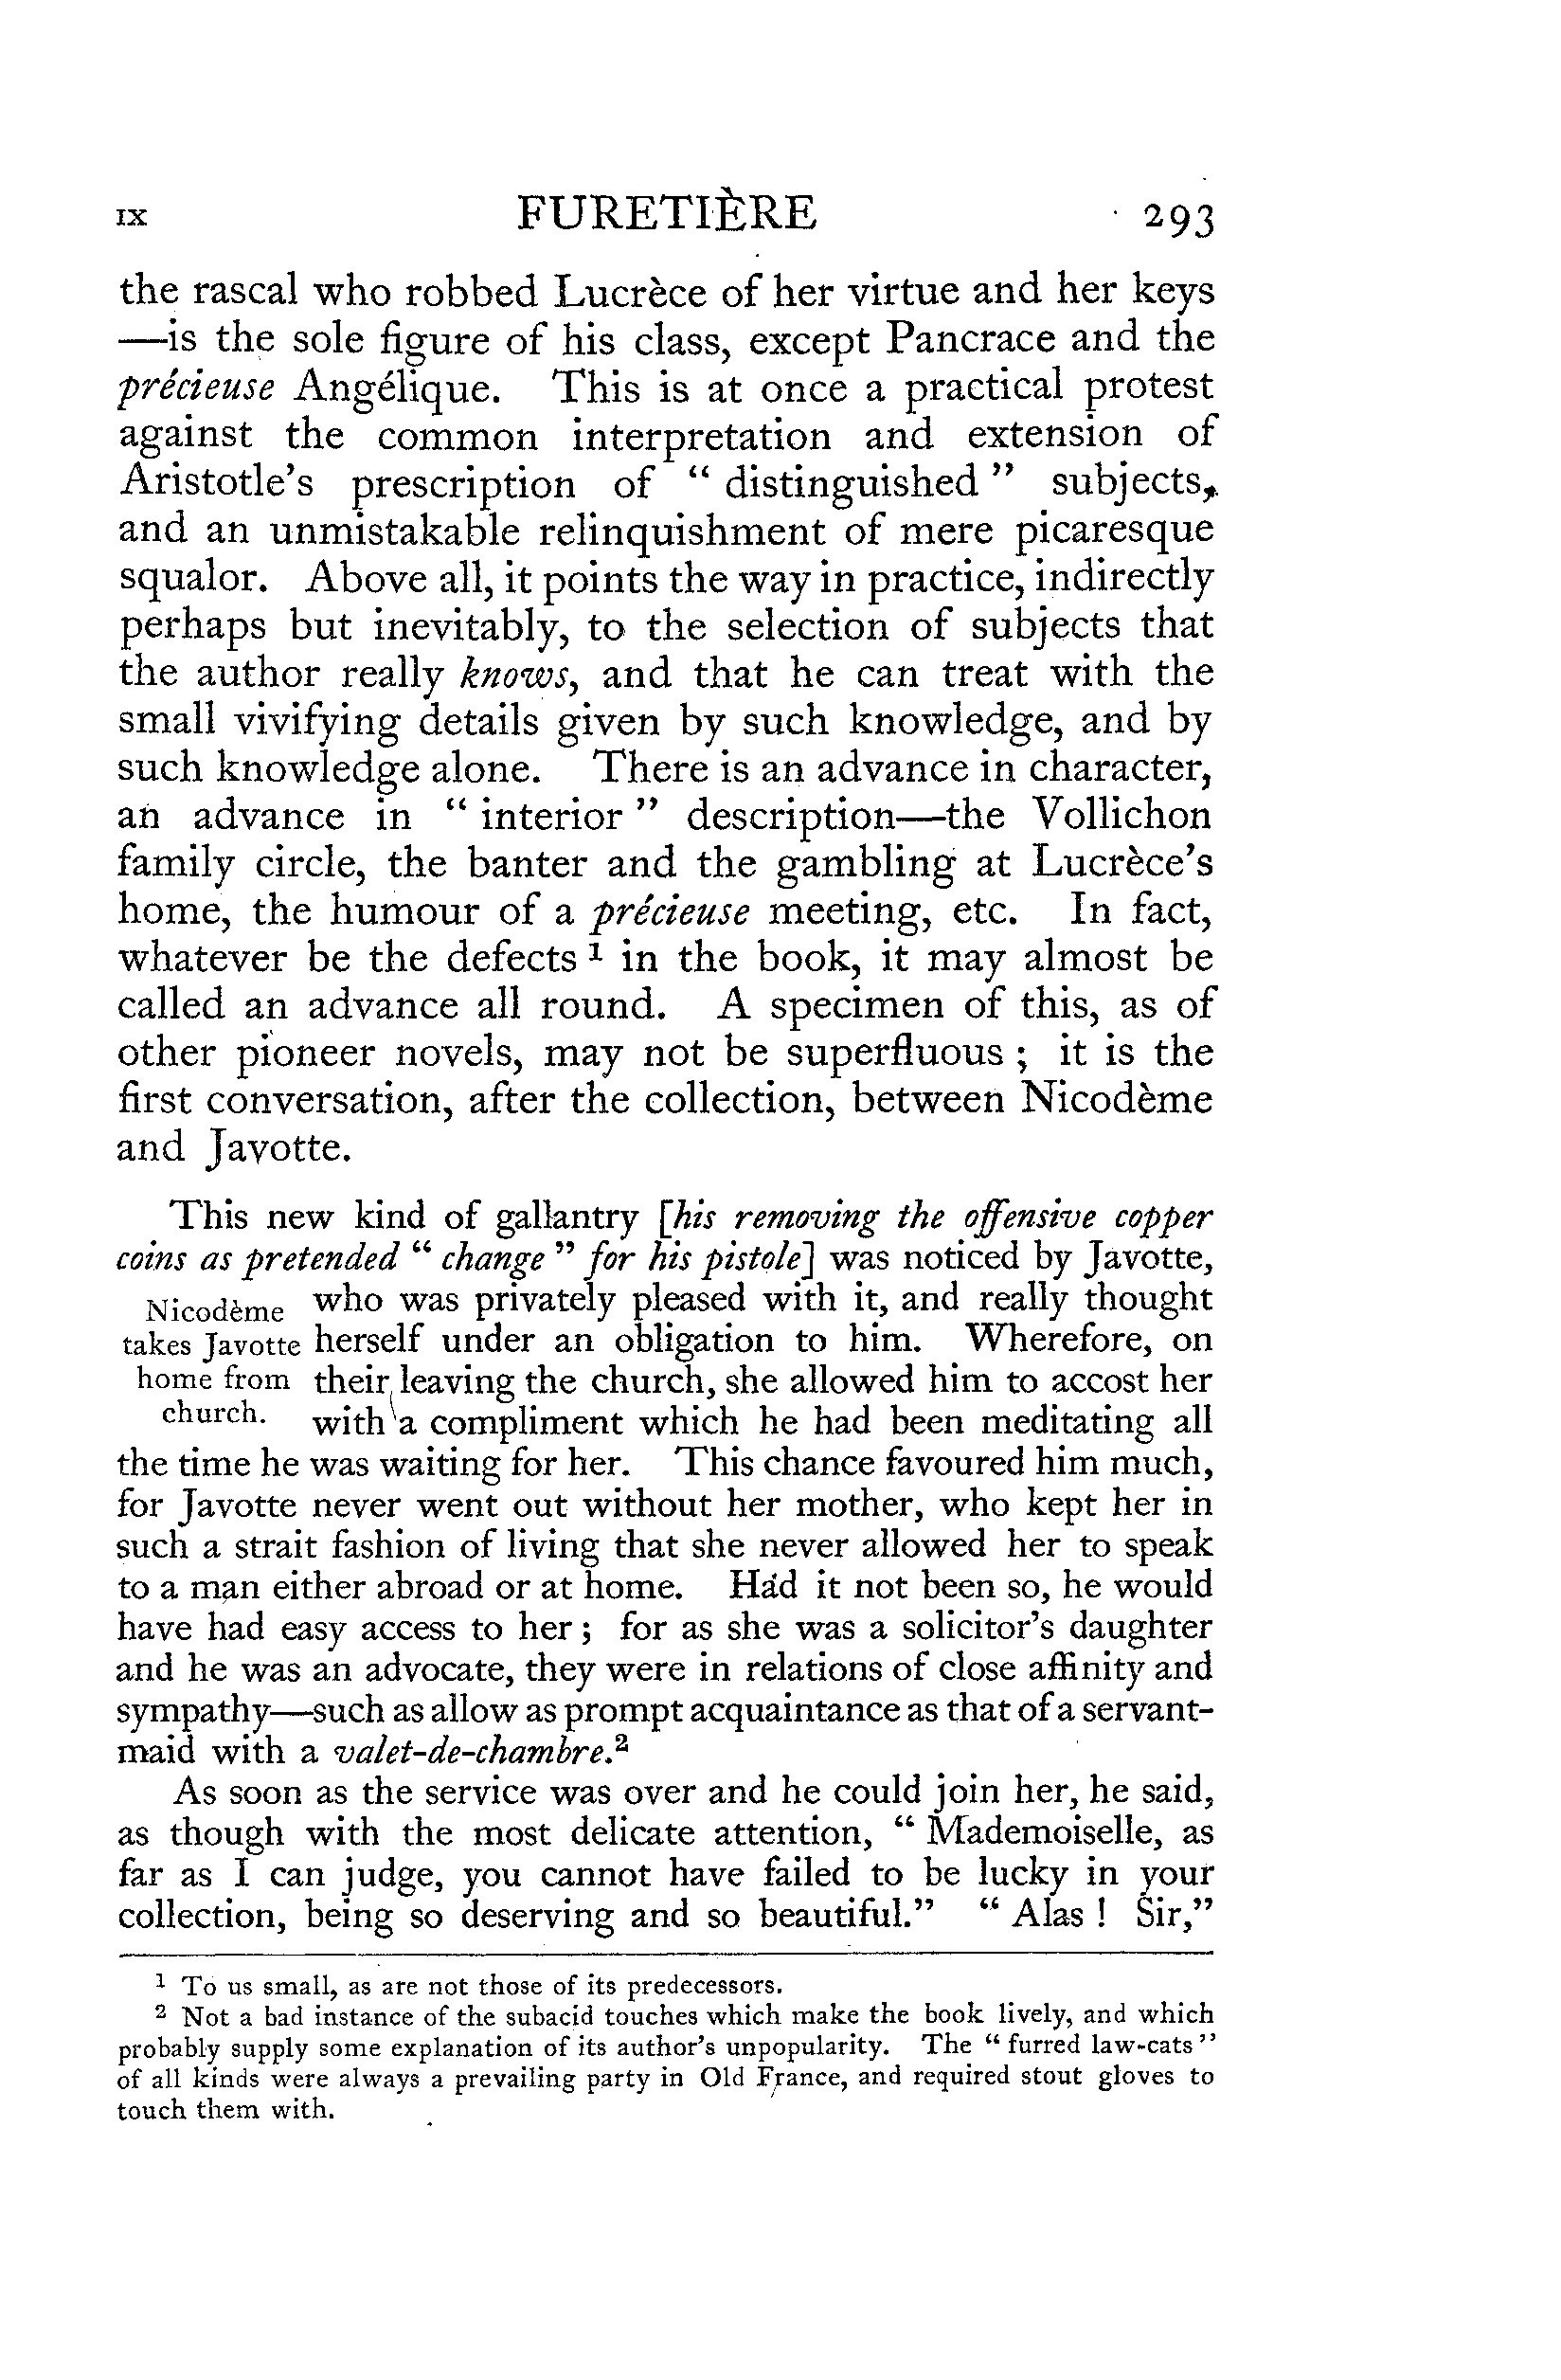 IX FURETIÈRE 293
the rascal who robbed Lucrèce of her virtue and her keys
—is the sole figure of his class, except Pancrace and the
précieuse Angélique. This is at once a practical protest
against the common interpretation and extension of
Aristotle's prescription of “ distinguished ” subjects,
and an unmistakable relinquishment of mere picaresque
squalor. Above all, it points the way in practice, indirectly
perhaps but inevitably, to the selection of subjects that
the author really knows, and that he can treat with the
small vivifying details given by such knowledge, and by
such knowledge alone. There is an advance in character,
an advance in “ interior ” description—the Vollichon
family circle, the banter and the gambling at Lucrèce's
home, the humour of a précieuse meeting, etc. In fact,
whatever be the defects ¹ in the book, it may almost be
called an advance all round. A specimen of this, as of
other pioneer novels, may not be superfluous ; it is the
first conversation, after the collection, between Nicodème
and Javotte.
This new kind of gallantry [his removing the offensive copper
coins as pretended “ change ” for his pistole] was noticed by Javotte,
Nicodème
takes Javotte
home from
church.
who was privately pleased with it, and really thought
herself under an obligation to him. Wherefore, on
their leaving the church, she allowed him to accost her
with a compliment which he had been meditating all
the time he was waiting for her. This chance favoured him much,
for Javotte never went out without her mother, who kept her in
such a strait fashion of living that she never allowed her to speak
to a man either abroad or at home. Had it not been so, he would
have had easy access to her ; for as she was a solicitor's daughter
and he was an advocate, they were in relations of close affinity and
sympathy—such as allow as prompt acquaintance as that of a servant-
maid with a valet-de-chambre.²
As soon as the service was over and he could join her, he said,
as though with the most delicate attention, “ Mademoiselle, as
far as I can judge, you cannot have failed to be lucky in your
collection, being so deserving and so beautiful.” “ Alas ! Sir,”
¹ To us small, as are not those of its predecessors.
² Not a bad instance of the subacid touches which make the book lively, and which
probably supply some explanation of its author's unpopularity. The “ furred law-cats ”
of all kinds were always a prevailing party in Old France, and required stout gloves to
touch them with.